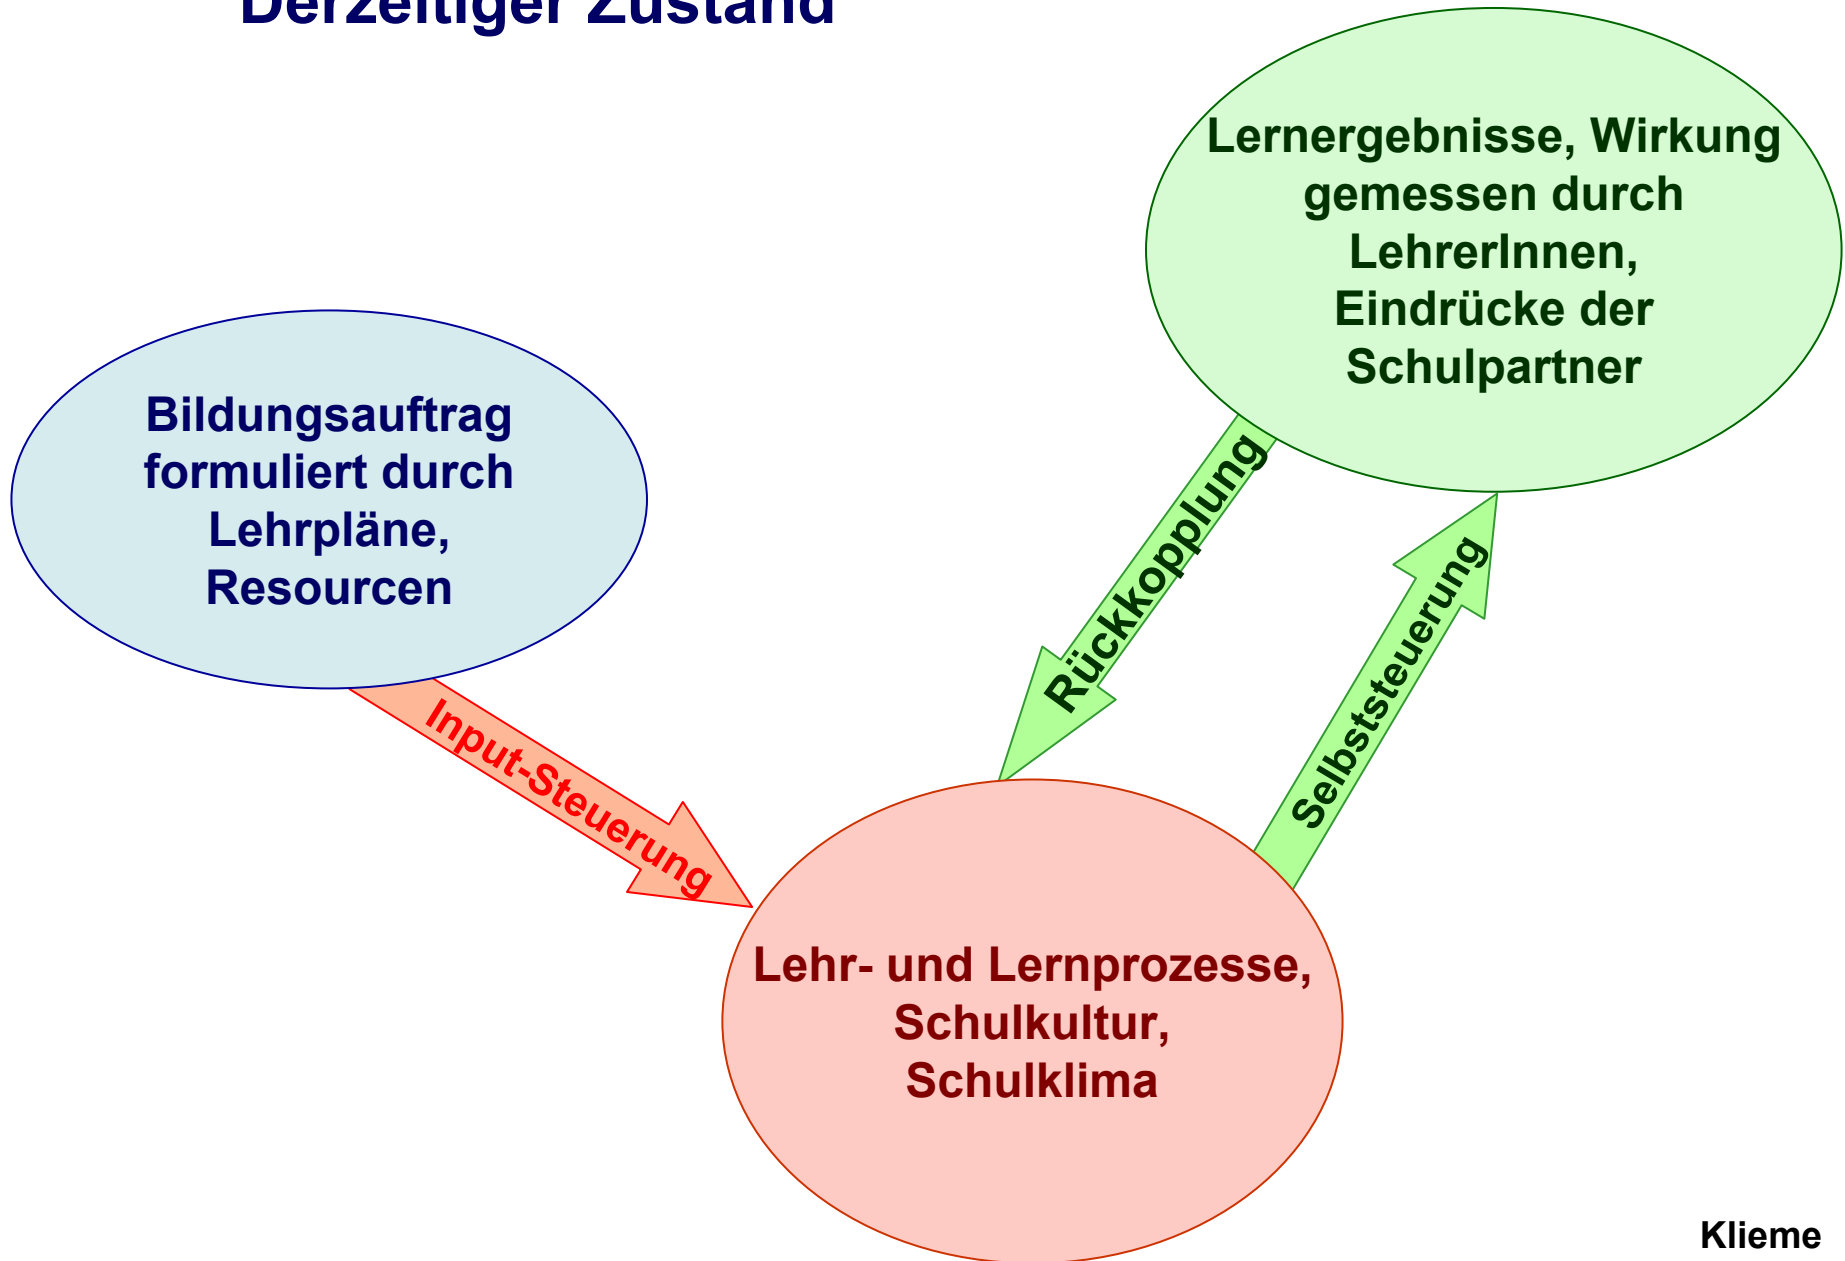 Derzeitiger Zustand
Lernergebnisse, Wirkung
gemessen durch
LehrerInnen,
Eindrücke der
Schulpartner
Bildungsauftrag
formuliert durch
Lehrpläne,
Resourcen
Rückkopplung
Selbststeuerung
Input-Steuerung
Lehr- und Lernprozesse,
Schulkultur,
Schulklima
Klieme